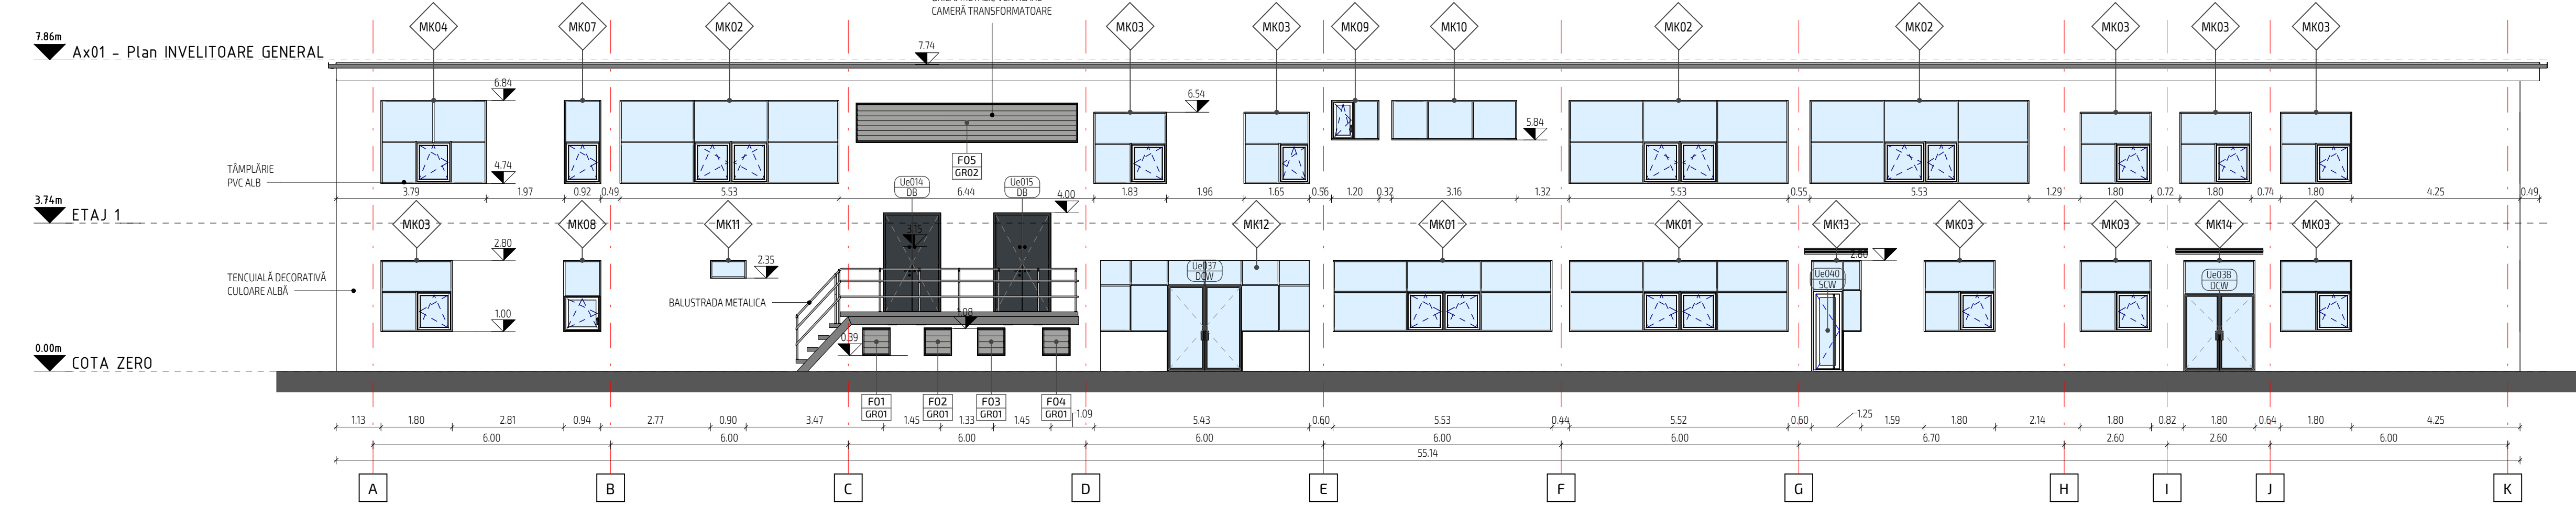 CAMERĂ TRANSFORMATOARE
MK04 MK07 MK02 MK03 MK03 MK09 MK10 MK02 MK02 MK03 MK03 MK03
7.86m
Ax01 - Plan INVELITOARE GENERAL
7.74
6.84
6.54
5.84
F05
GR02
TÂMPLĂRIE
PVC ALB
4.74
Ue014
DB
Ue015
DB
3.79 1.97 0.92 0.49 5.53 6.44 1.83 1.96 1.65 0.56 1.20 0.32 3.16 1.32 5.53 0.55 5.53 1.29 1.80 0.72 1.80 0.74 1.80 4.25 0.49
4.00
3.74m
ETAJ 1
MK03 MK08 MK11 MK12 MK01 MK01 MK13 MK03 MK03 MK14 MK03
3.15
2.80
2.80
2.35
Ue037
DCW
Ue040
SCW
Ue038
DCW
TENCUIALĂ DECORATIVĂ
CULOARE ALBĂ
BALUSTRADA METALICA
1.00
1.08
0.39
0.00m
COTA ZERO
F01 F02 F03 F04
GR01 GR01 GR01 GR01
1.13 1.80 2.81 0.94 2.77 0.90 3.47 1.45 1.33 1.45 1.09 5.43 0.60 5.53 0.44 5.52 0.60 1.25 1.59 1.80 2.14 1.80 0.82 1.80 0.64 1.80 4.25
6.00 6.00 6.00 6.00 6.00 6.00 6.70 2.60 2.60 6.00
55.14
A B C D E F G H I J K